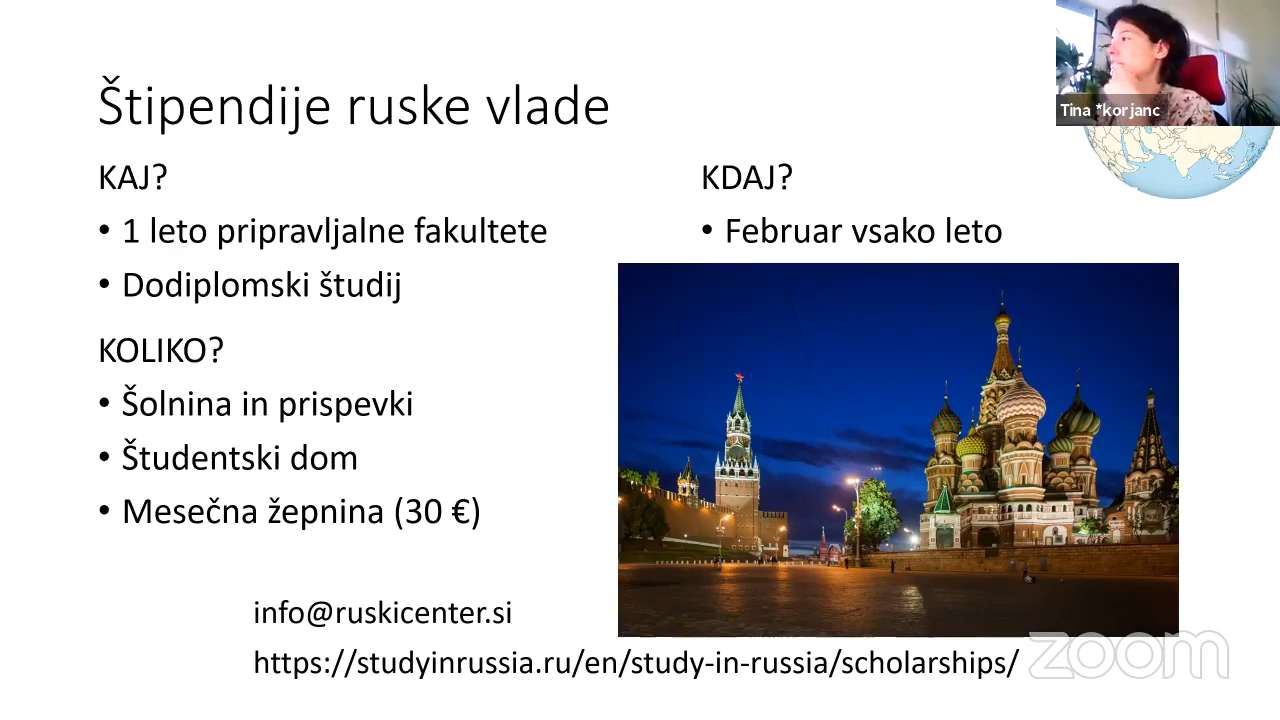 Štipendije ruske vlade
KAJ?
• 1 leto pripravljalne fakultete
• Dodiplomski študij
KOLIKO?
• Šolnina in prispevki
• Študentski dom
• Mesečna žepnina (30 €)
KDAJ?
• Februar vsako leto
info@ruskicenter.si
https://studyinrussia.ru/en/study-in-russia/scholarships/
Tina *korjanc
zoom